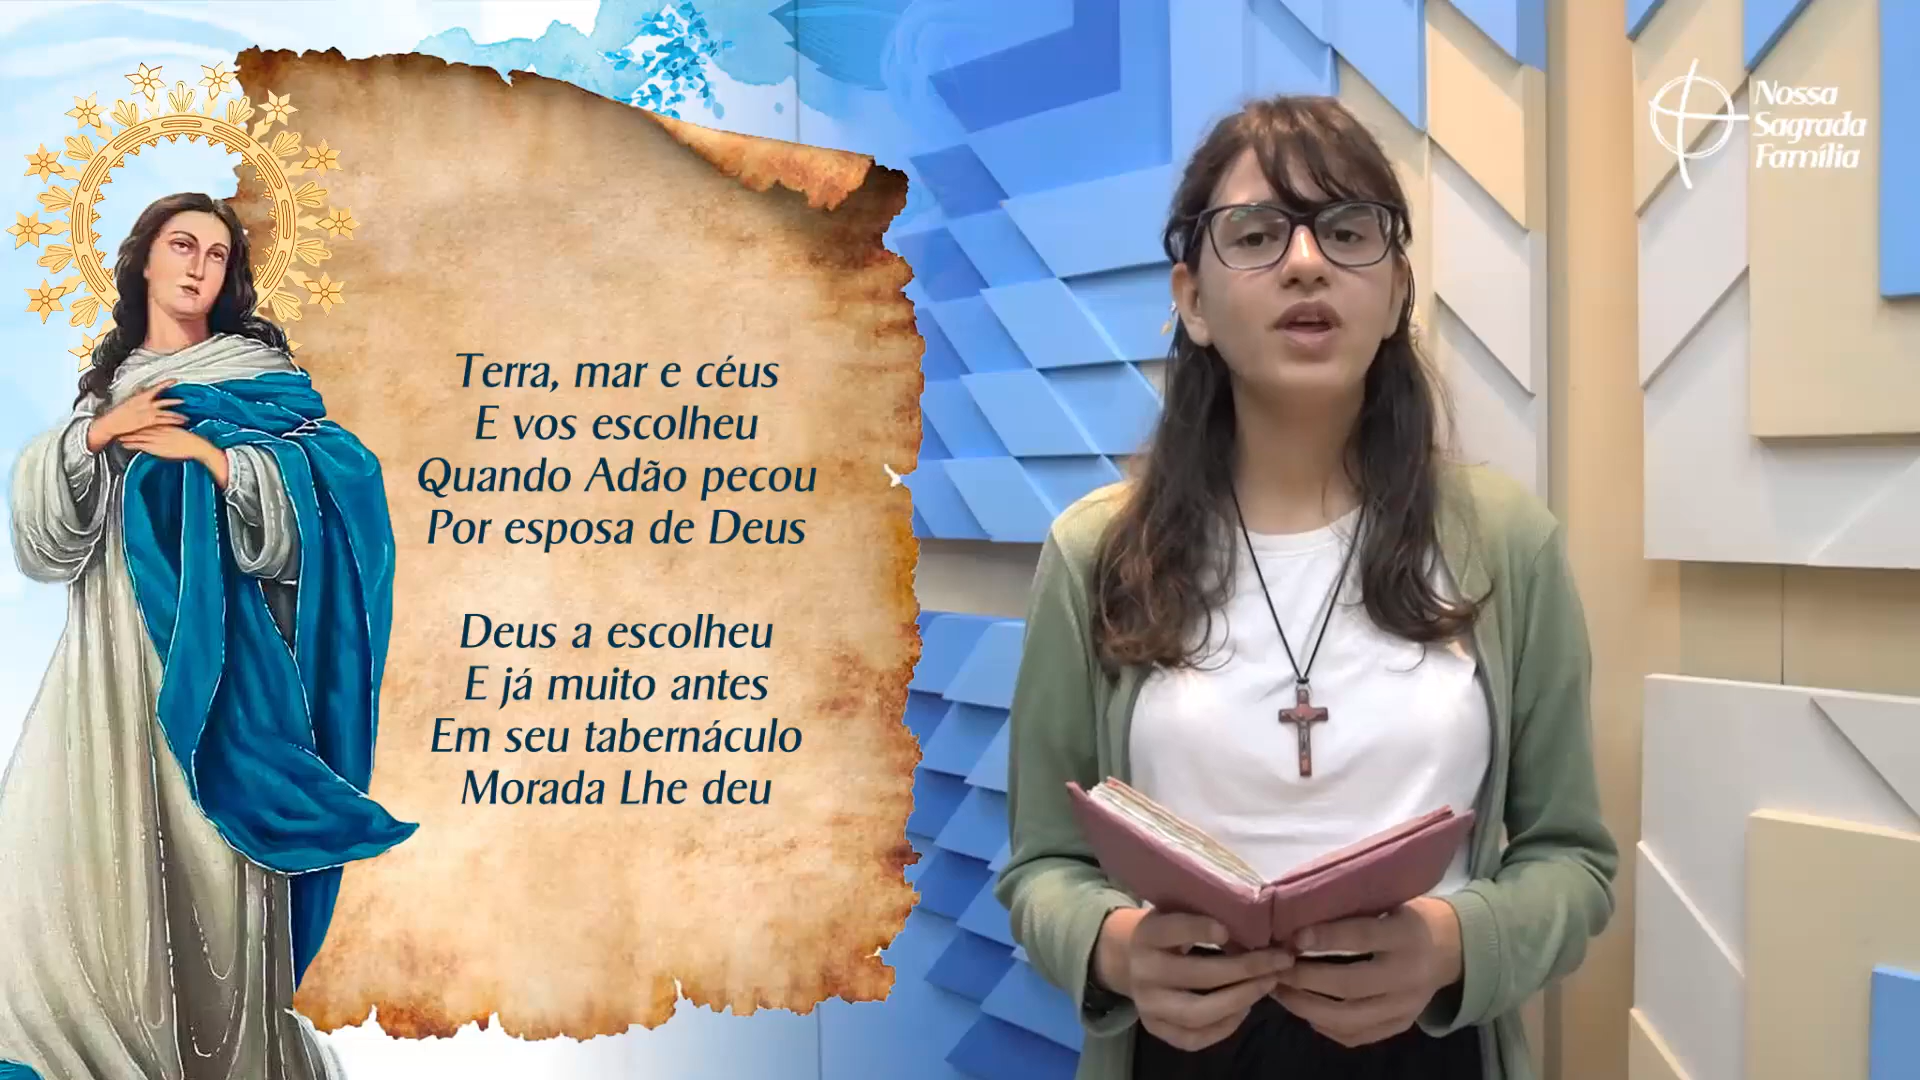 Terra, mar e céus
E vos escolheu
Quando Adão pecou
Por esposa de Deus
Deus a escolheu
E já muito antes
Em seu tabernáculo
Morada Lhe deu
Nossa
Sagrada
Família